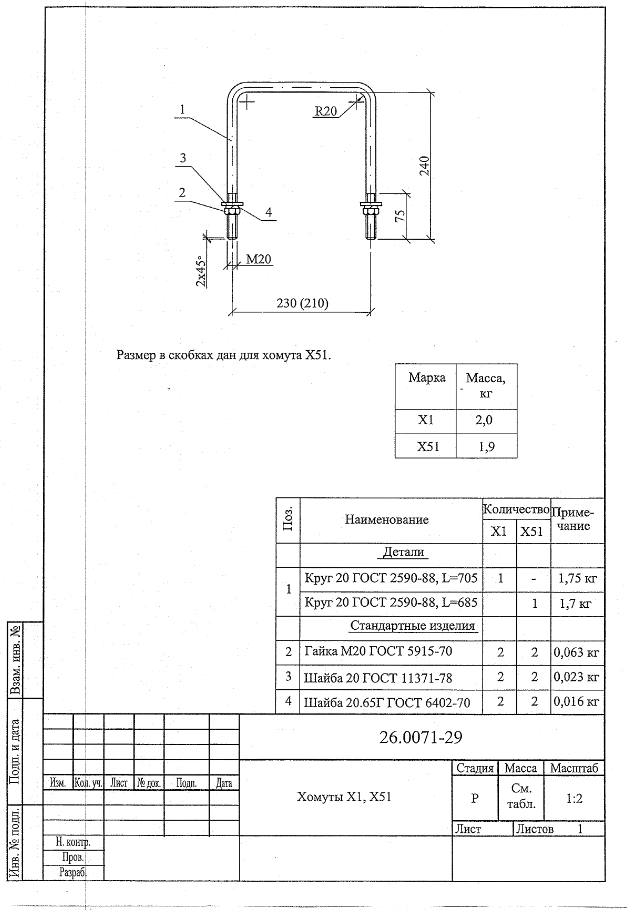 1
3
2
4
R20
240
75
2x45°
M20
230 (210)
Размер в скобках дан для хомута Х51.
Марка Масса, кг
Х1 2,0
Х51 1,9
Поз. Наименование Количество Приме-
Х1 Х51 чание
Детали
1 Круг 20 ГОСТ 2590-88, L=705 1 - 1,75 кг
Круг 20 ГОСТ 2590-88, L=685 1 1,7 кг
Стандартные изделия
2 Гайка М20 ГОСТ 5915-70 2 2 0,063 кг
3 Шайба 20 ГОСТ 11371-78 2 2 0,023 кг
4 Шайба 20.65Г ГОСТ 6402-70 2 2 0,016 кг
26.0071-29
Изм. Кол. уч. Лист № док. Подп. Дата
Хомуты Х1, Х51
Стадия Масса Масштаб
Р См. табл. 1:2
Лист Листов 1
Н. контр.
Пров.
Разраб.
Взам. инв. №
Подп. и дата
Инв. № подл.